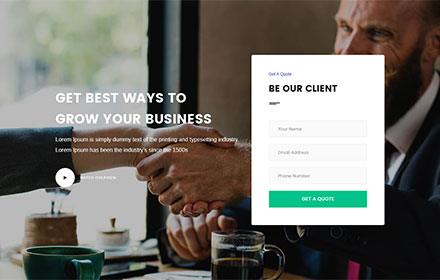 GET BEST WAYS TO
GROW YOUR BUSINESS
Lorem Ipsum is simply dummy text of the printing and typesetting industry.
Lorem Ipsum has been the industry's since the 1500s
WATCH OVERVIEW
Get A Quote
BE OUR CLIENT
Your Name
Email Address
Phone Number
GET A QUOTE